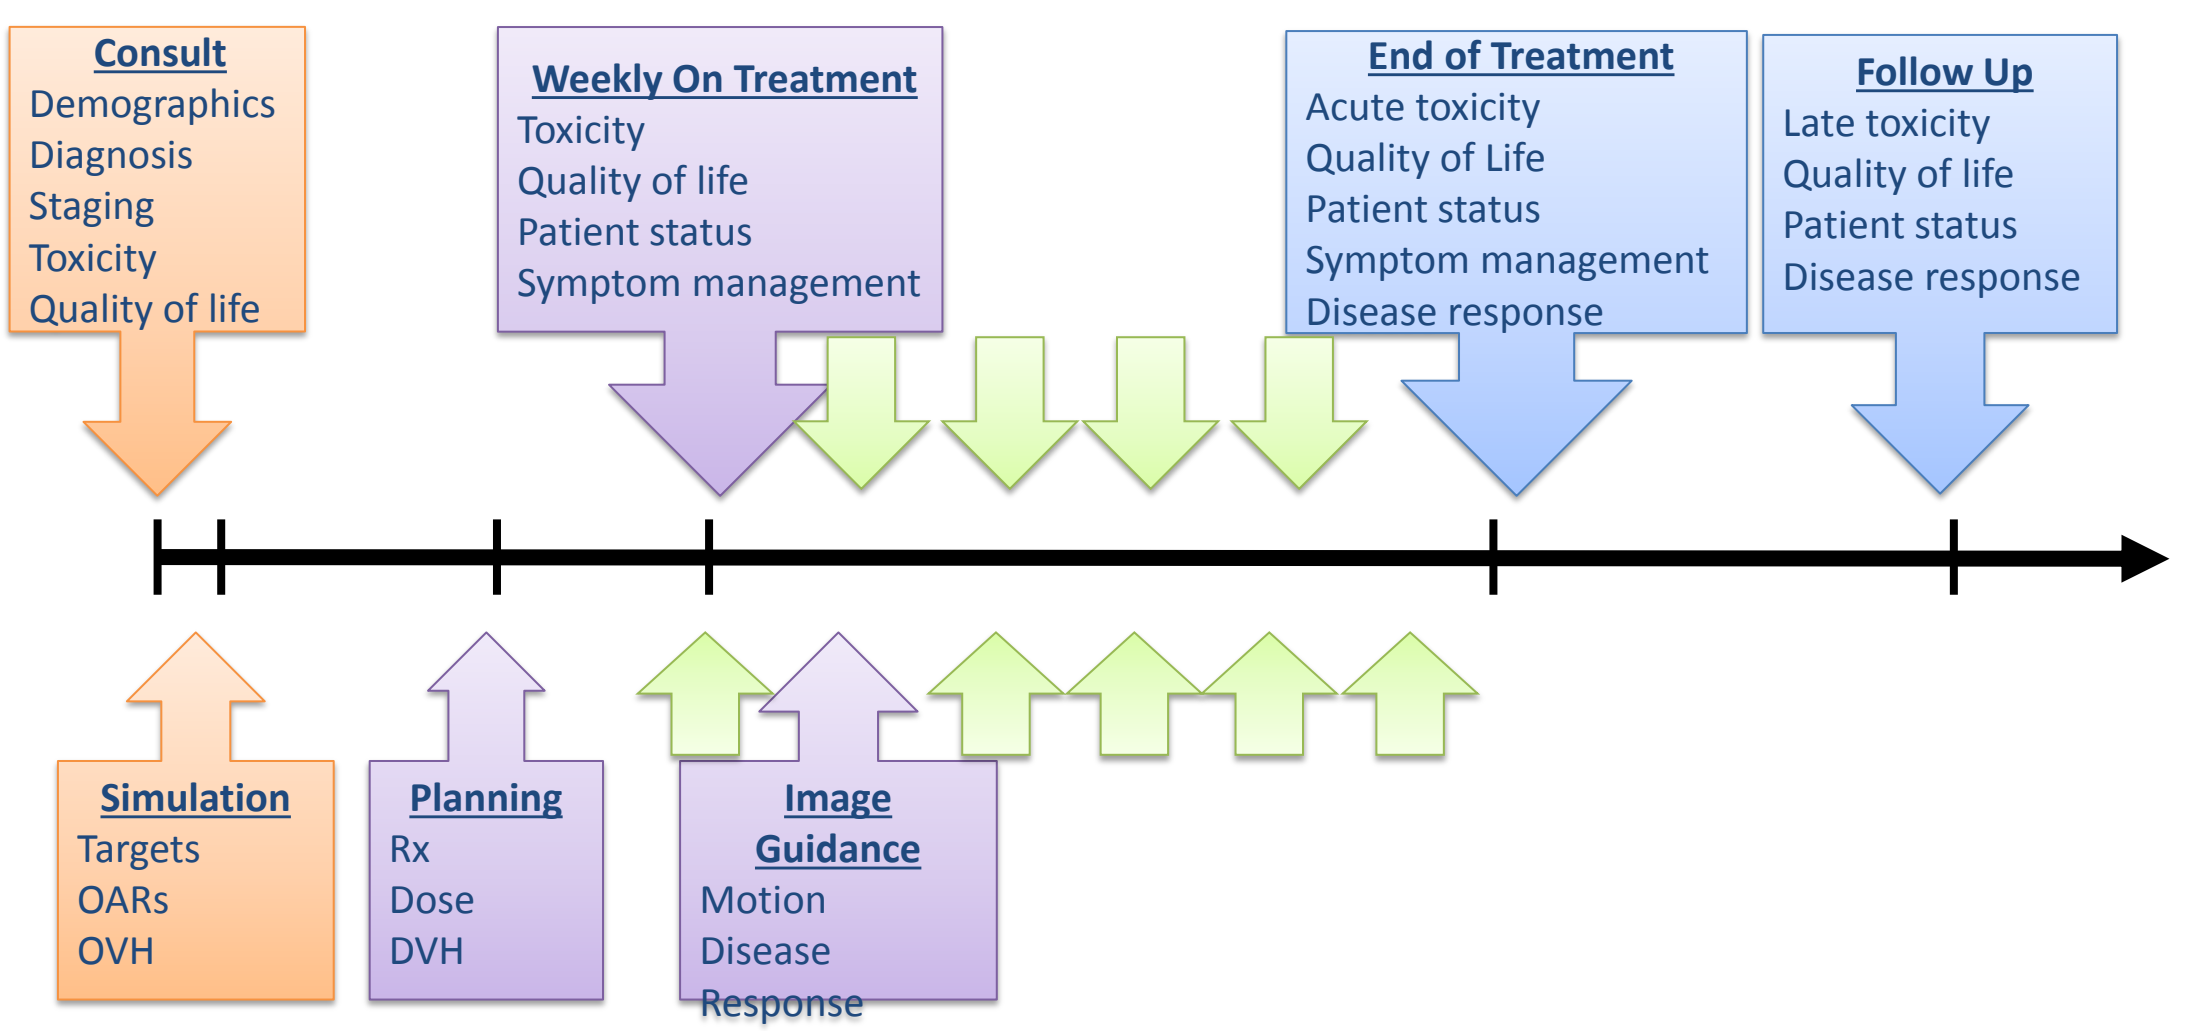 Consult
Demographics
Diagnosis
Staging
Toxicity
Quality of life
Weekly On Treatment
Toxicity
Quality of life
Patient status
Symptom management
End of Treatment
Acute toxicity
Quality of Life
Patient status
Symptom management
Disease response
Follow Up
Late toxicity
Quality of life
Patient status
Disease response
Simulation
Targets
OARs
OVH
Planning
Rx
Dose
DVH
Image
Guidance
Motion
Disease
Response